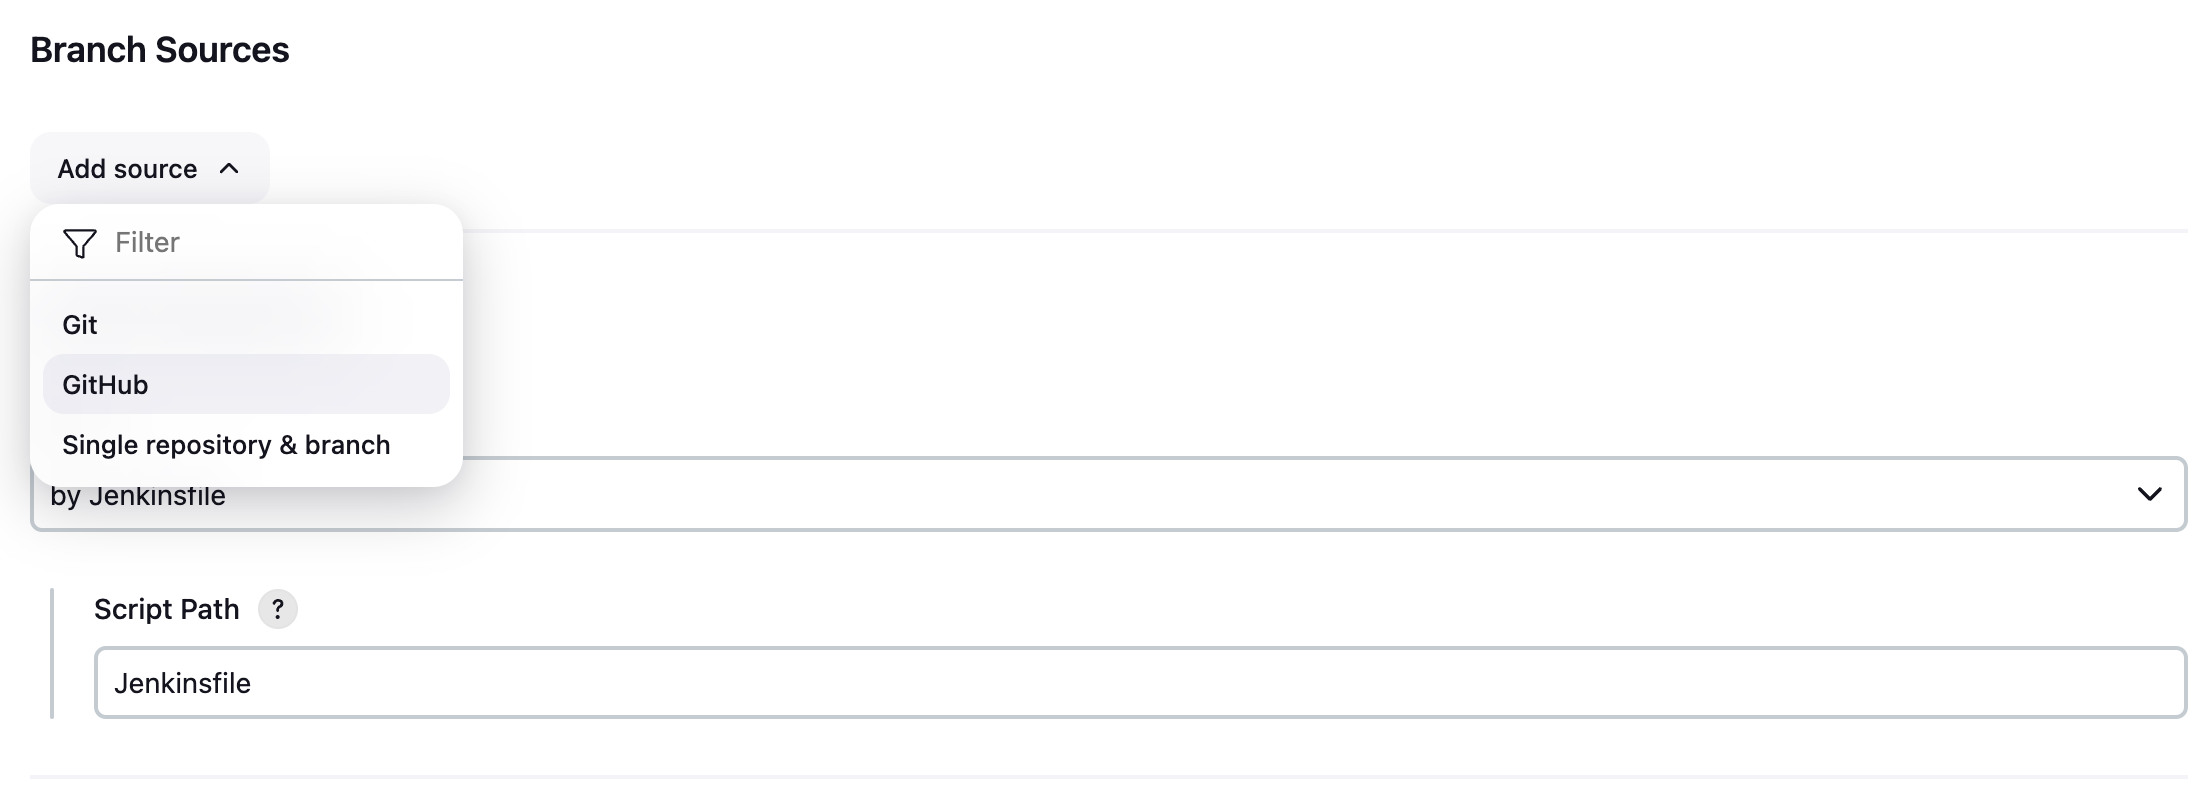 Branch Sources
Add source
Filter
Git
GitHub
Single repository & branch
by Jenkinsfile
Script Path ?
Jenkinsfile